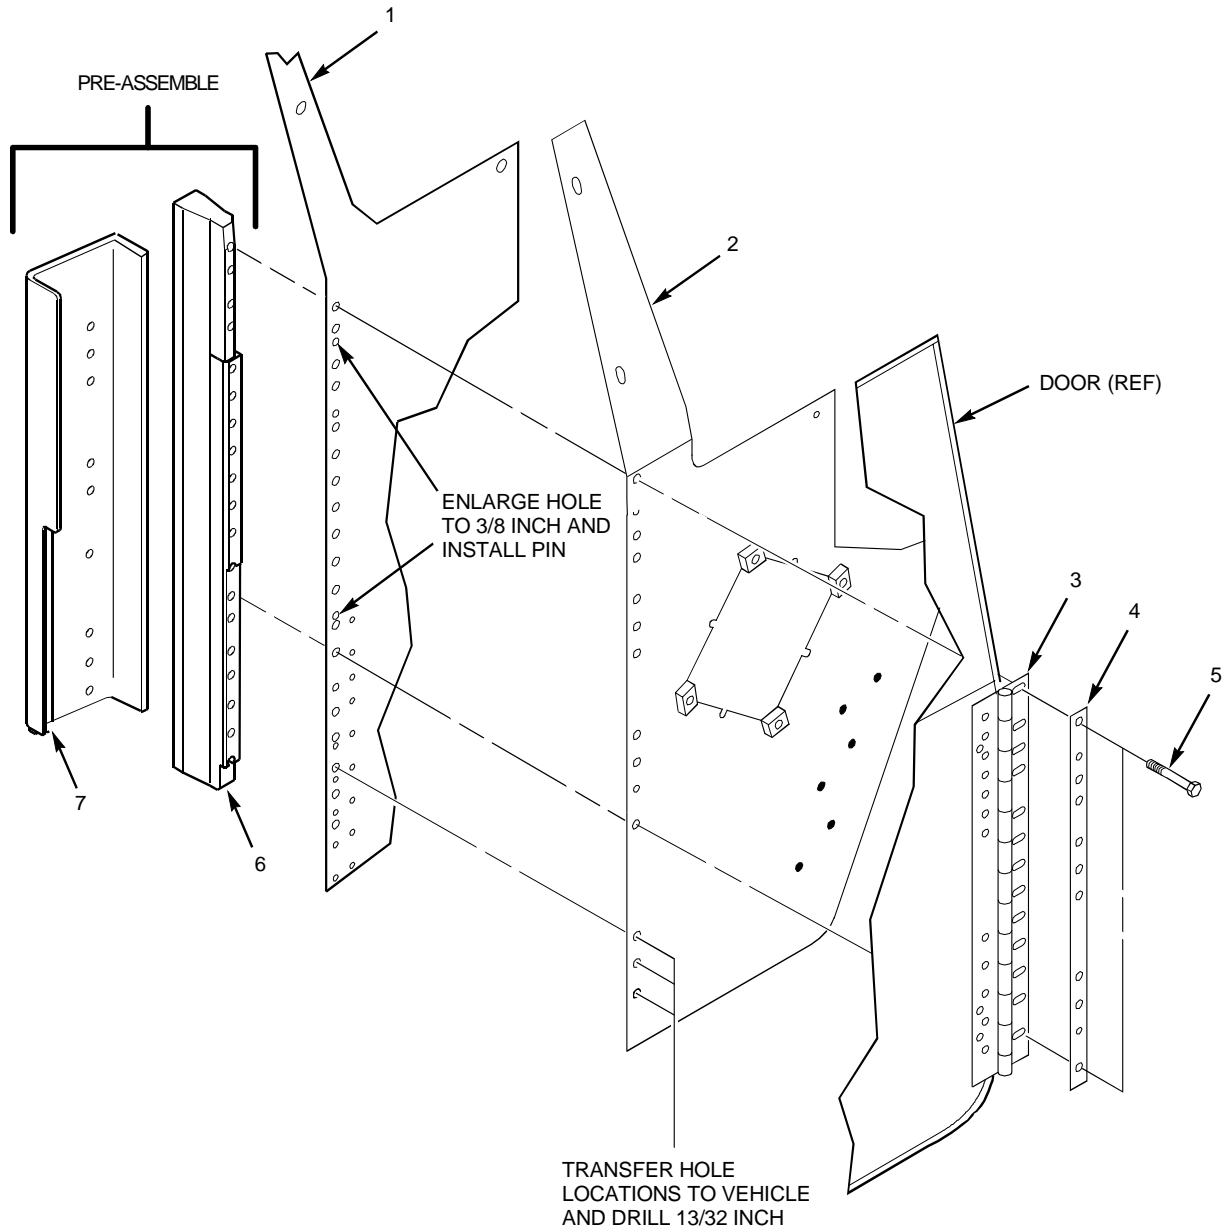 1
PRE-ASSEMBLE
2
DOOR (REF)
ENLARGE HOLE
TO 3/8 INCH AND
INSTALL PIN
3
4
5
7
6
TRANSFER HOLE
LOCATIONS TO VEHICLE
AND DRILL 13/32 INCH